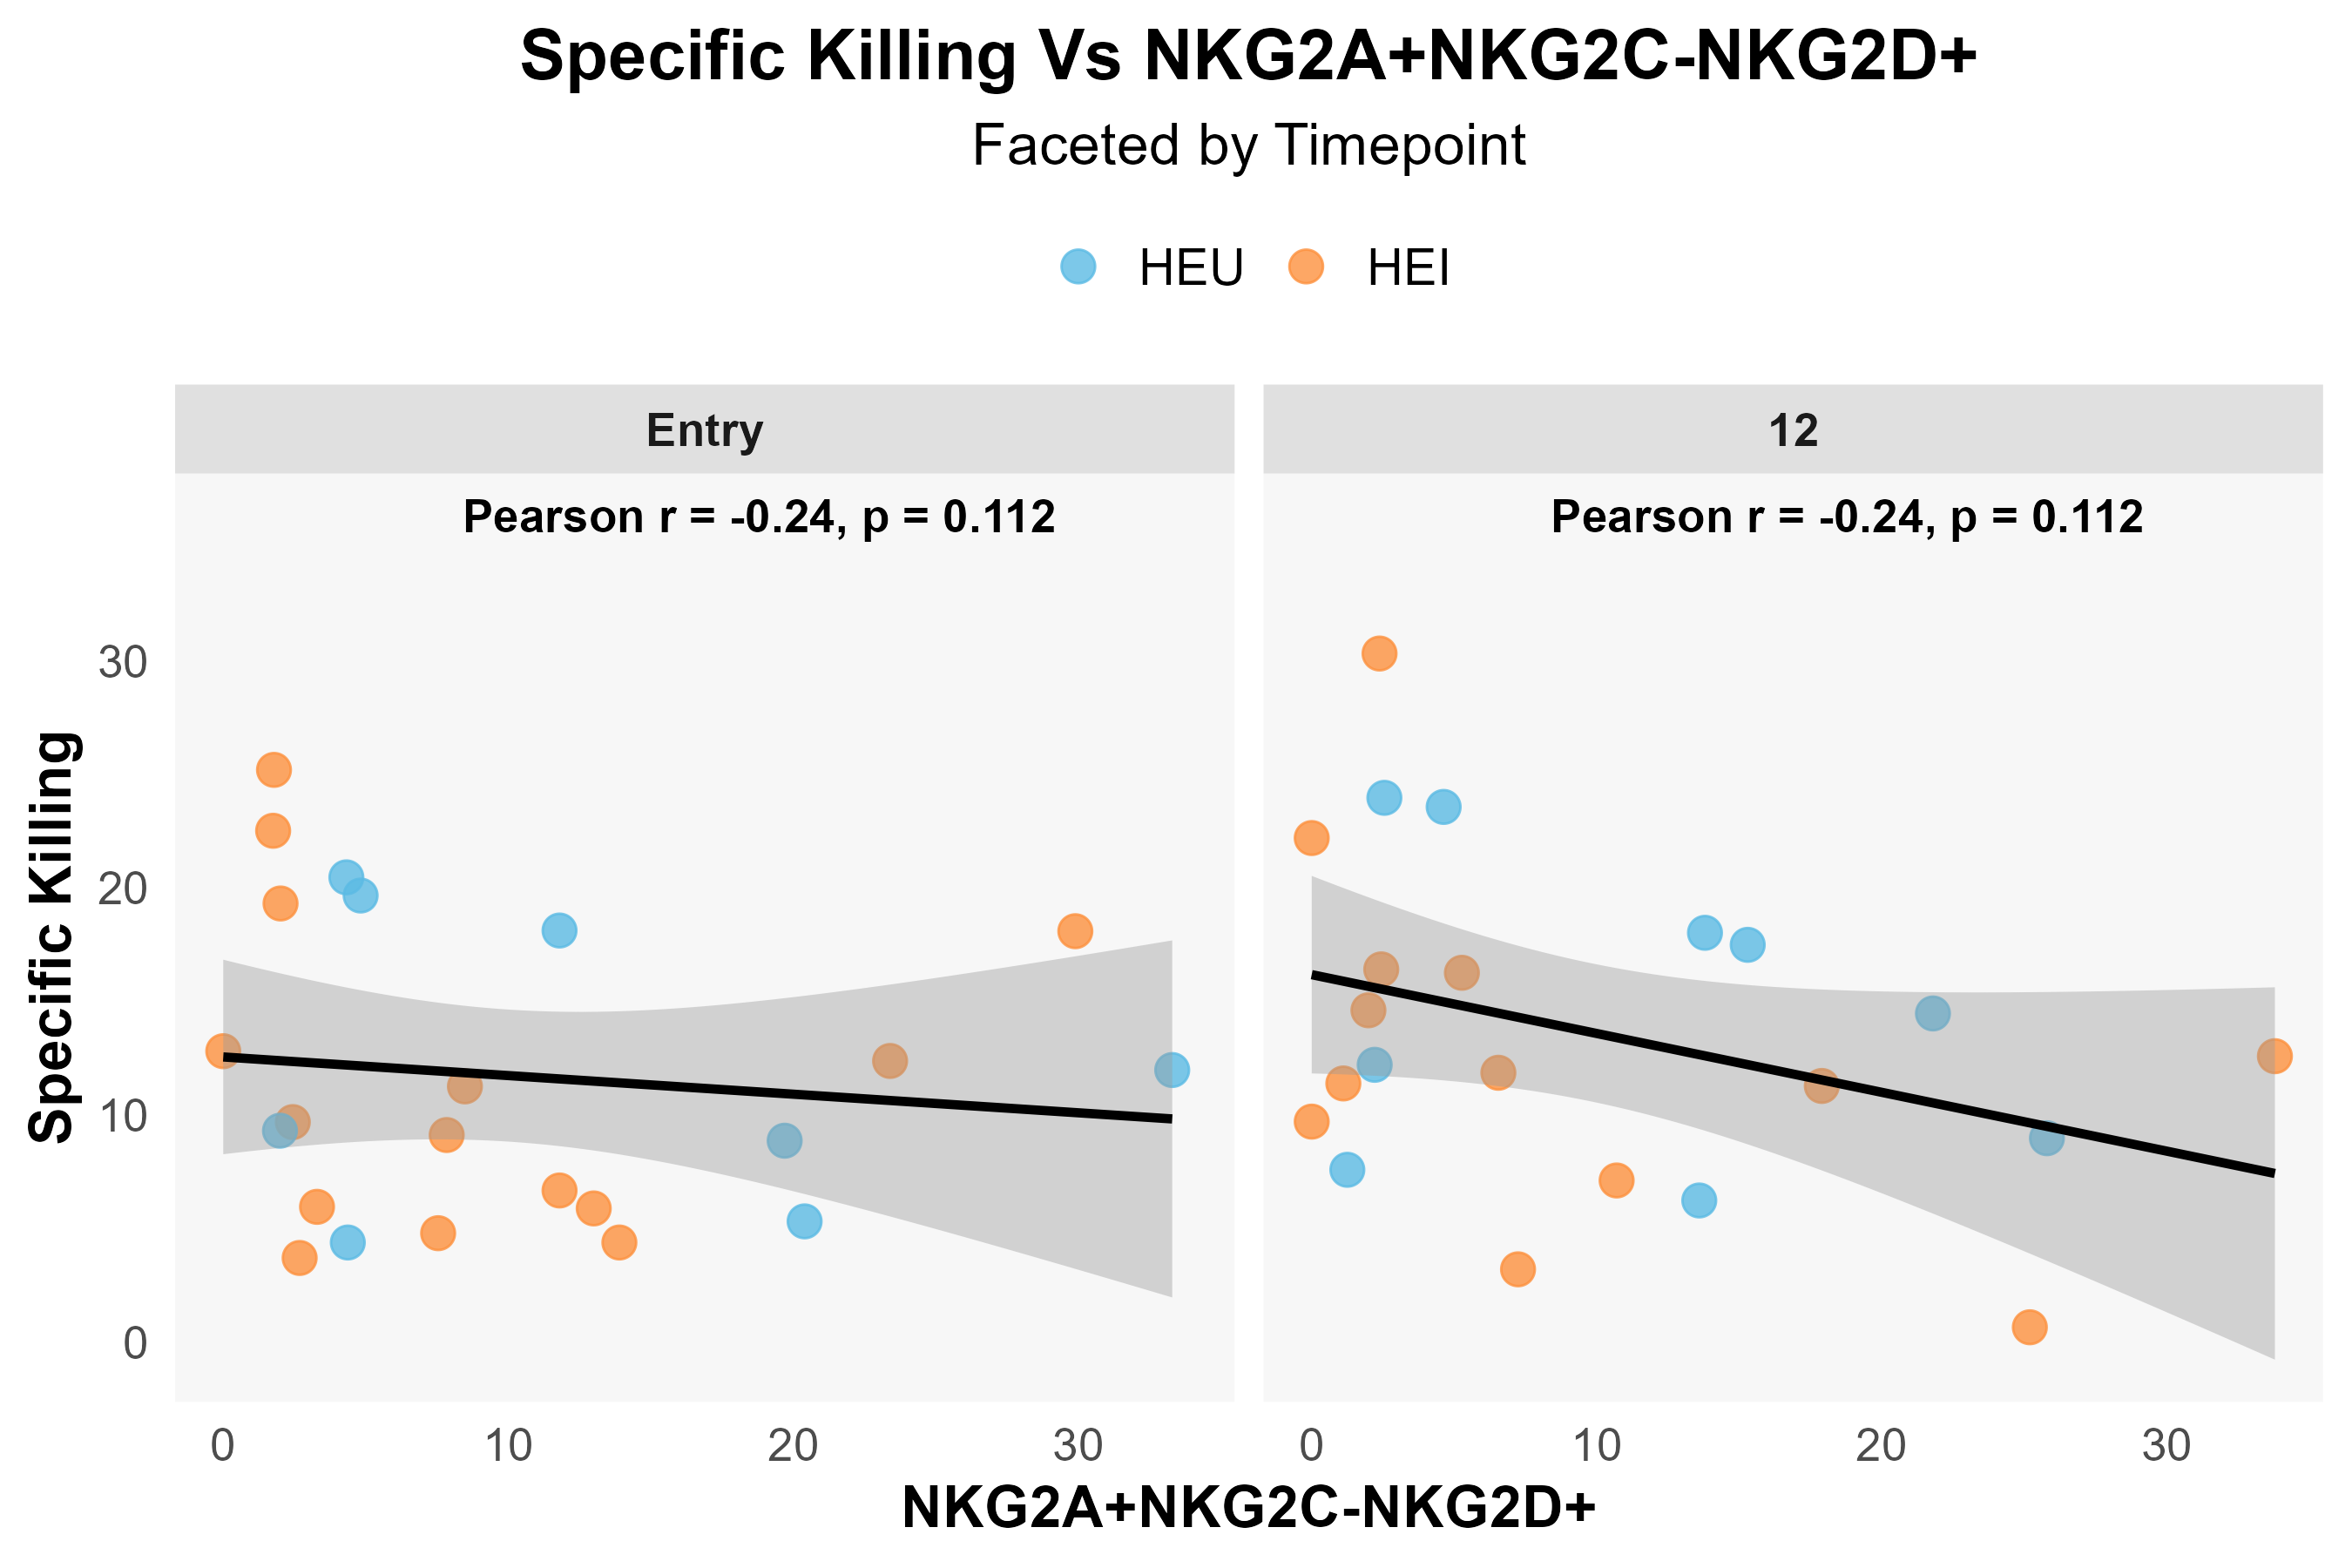 Specific Killing Vs NKG2A+NKG2C-NKG2D+
Faceted by Timepoint
HEU HEI
Entry 12
Pearson r = -0.24, p = 0.112 Pearson r = -0.24, p = 0.112
30
20
10
0
Specific Killing
0 10 20 30 0 10 20 30
NKG2A+NKG2C-NKG2D+